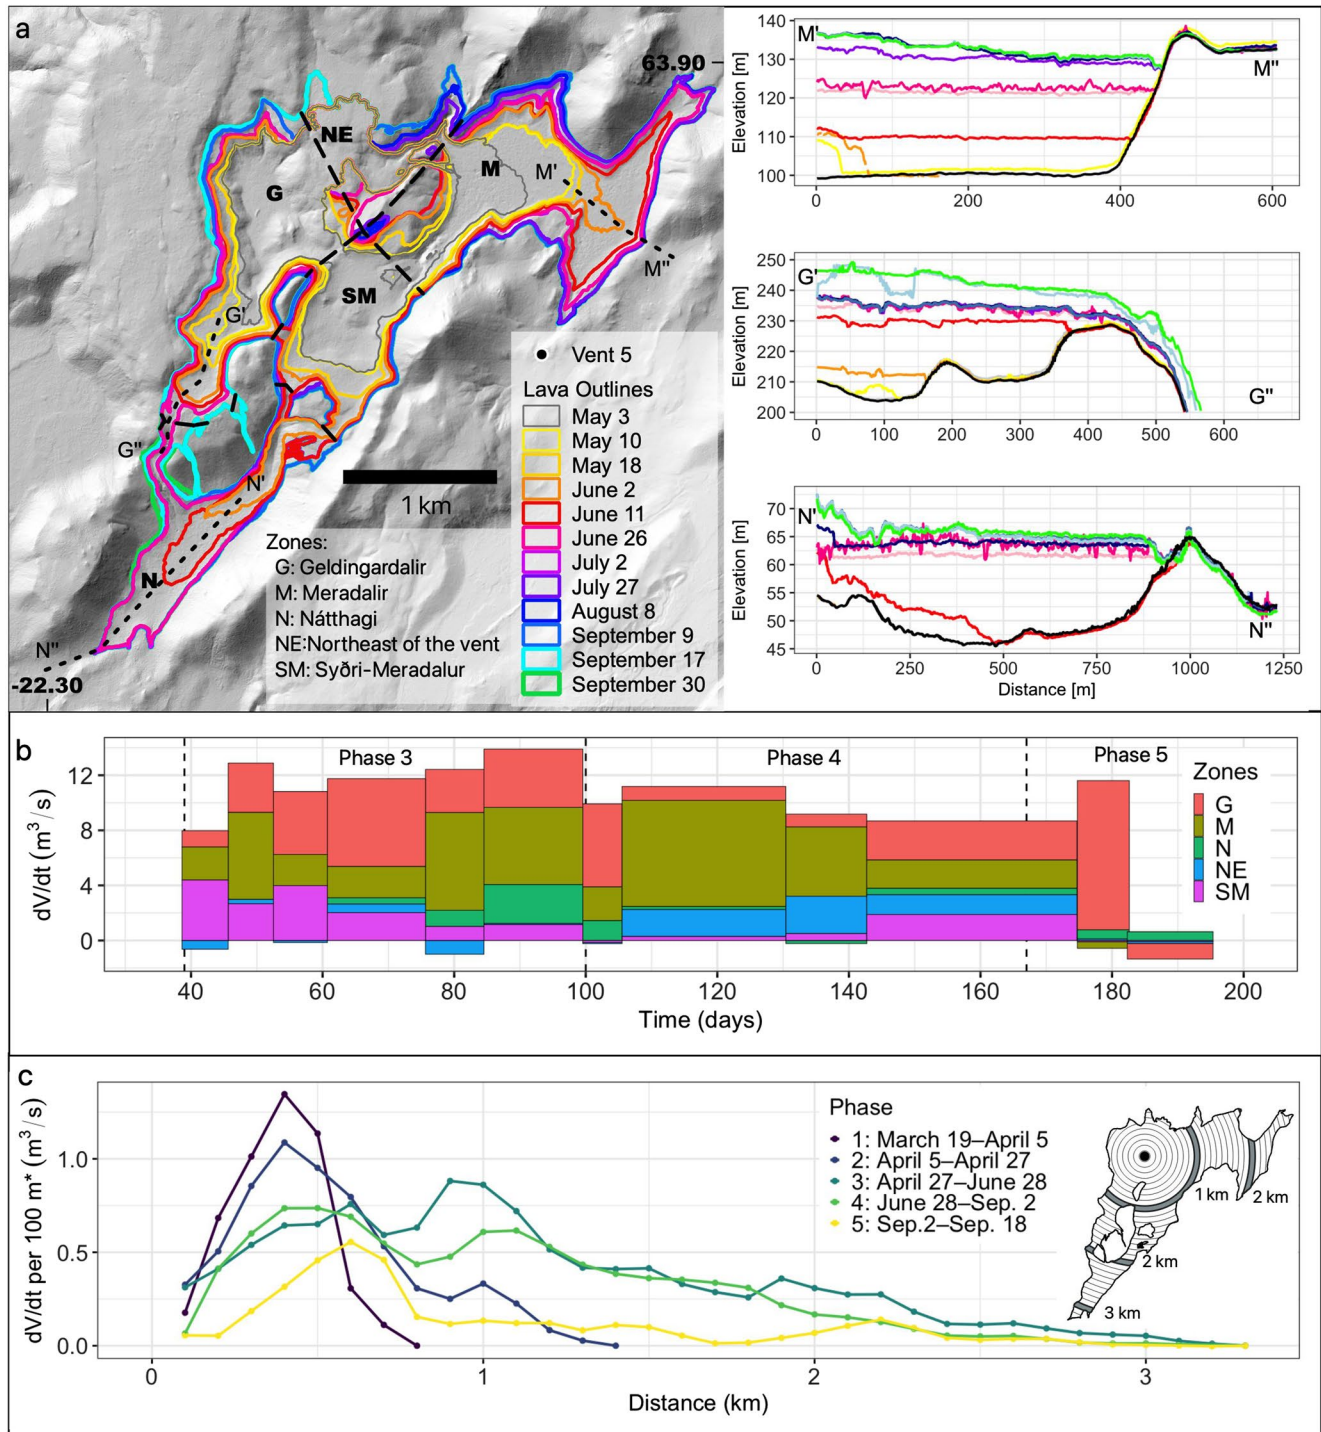 a
63.90
NE
G
M
M'
M''
SM
G'
G''
N'
N
N''
-22.30
1 km
Vent 5
Lava Outlines
May 3
May 10
May 18
June 2
June 11
June 26
July 2
July 27
August 8
September 9
September 17
September 30
Zones:
G: Geldingardalir
M: Meradalir
N: Nátthagi
NE:Northeast of the vent
SM: Syðri-Meradalur
Elevation [m]
140
130
120
110
100
M'
M''
0
200
400
600
Elevation [m]
250
240
230
220
210
200
G'
G''
0
100
200
300
400
500
600
Elevation [m]
70
65
60
55
50
45
N'
N''
0
250
500
750
1000
1250
Distance [m]
b
dV/dt (m³/s)
12
8
4
0
Phase 3
Phase 4
Phase 5
Zones
G
M
N
NE
SM
40
60
80
100
120
140
160
180
200
Time (days)
c
dV/dt per 100 m* (m³/s)
1.0
0.5
0.0
Phase
1: March 19–April 5
2: April 5–April 27
3: April 27–June 28
4: June 28–Sep. 2
5: Sep.2–Sep. 18
1 km
2 km
2 km
3 km
0
1
2
3
Distance (km)